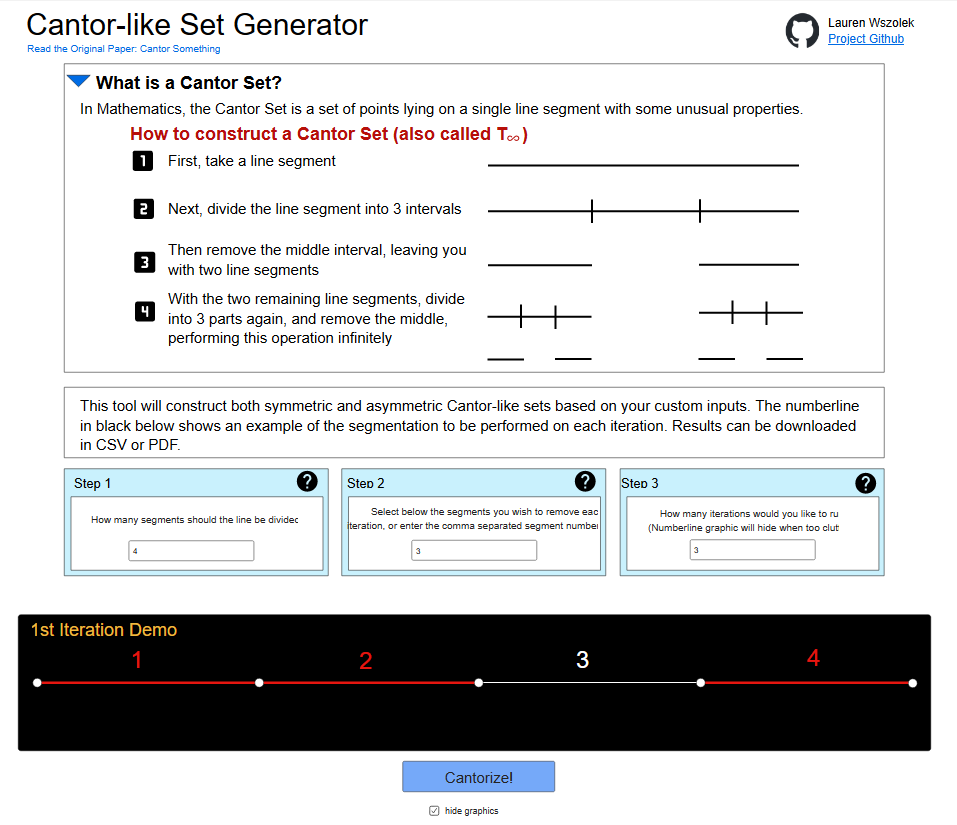 Cantor-like Set Generator
Read the Original Paper: Cantor Something
Lauren Wszolek
Project Github
What is a Cantor Set?
In Mathematics, the Cantor Set is a set of points lying on a single line segment with some unusual properties.
How to construct a Cantor Set (also called T∞)
1 First, take a line segment
2 Next, divide the line segment into 3 intervals
3 Then remove the middle interval, leaving you
with two line segments
4 With the two remaining line segments, divide
into 3 parts again, and remove the middle,
performing this operation infinitely
This tool will construct both symmetric and asymmetric Cantor-like sets based on your custom inputs. The numberline
in black below shows an example of the segmentation to be performed on each iteration. Results can be downloaded
in CSV or PDF.
Step 1 ?
How many segments should the line be divided
4
Step 2 ?
Select below the segments you wish to remove eac
iteration, or enter the comma separated segment number
3
Step 3 ?
How many iterations would you like to ru
(Numberline graphic will hide when too clut
3
1st Iteration Demo
1 2 3 4
Cantorize!
hide graphics